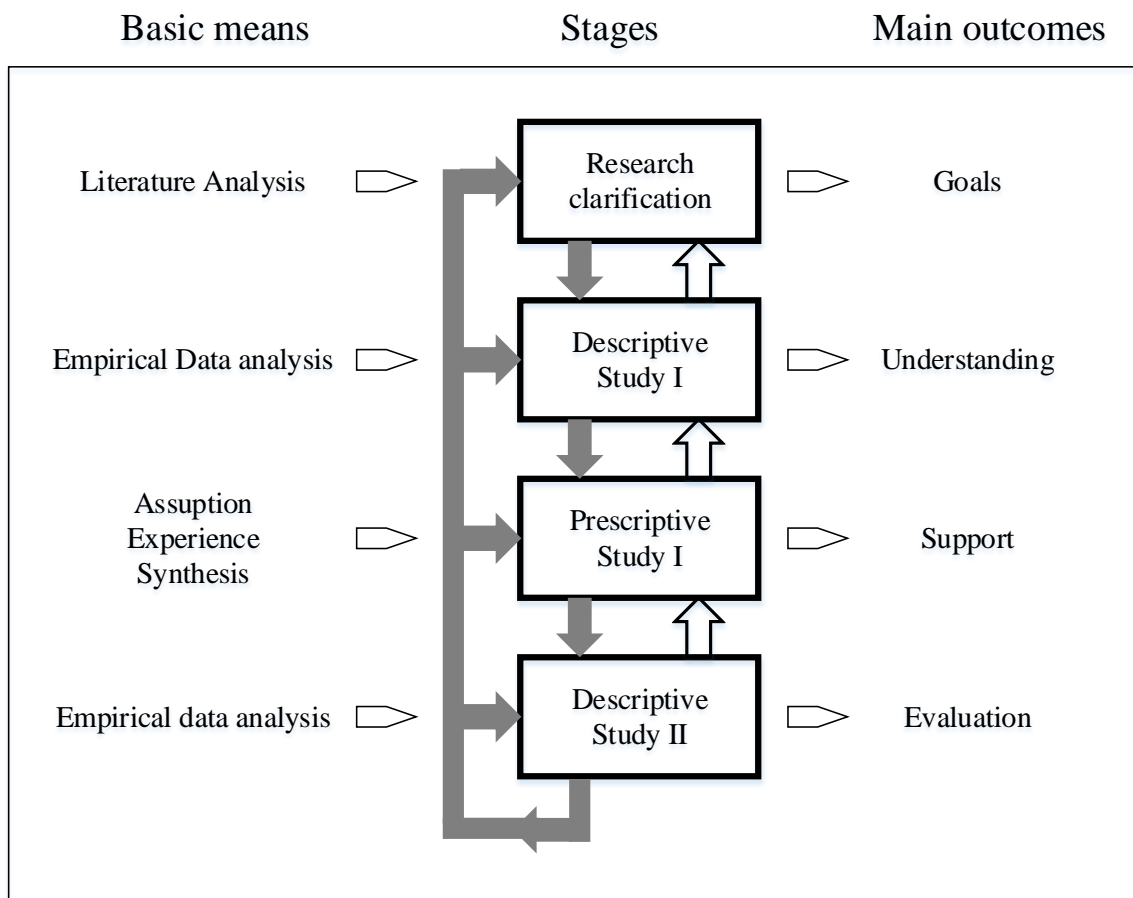 Basic means
Stages
Main outcomes
Literature Analysis
Research
clarification
Goals
Empirical Data analysis
Descriptive
Study I
Understanding
Assuption
Experience
Synthesis
Prescriptive
Study I
Support
Empirical data analysis
Descriptive
Study II
Evaluation